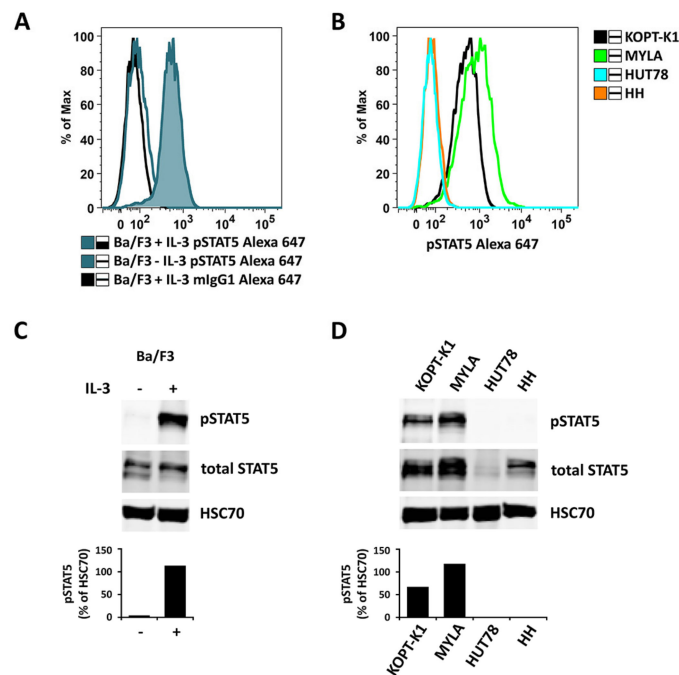 A
100
80
60
40
20
0
% of Max
0 10² 10³ 10⁴ 10⁵
Ba/F3 + IL-3 pSTAT5 Alexa 647
Ba/F3 - IL-3 pSTAT5 Alexa 647
Ba/F3 + IL-3 mIgG1 Alexa 647
B
100
80
60
40
20
0
% of Max
0 10² 10³ 10⁴ 10⁵
pSTAT5 Alexa 647
KOPT-K1
MYLA
HUT78
HH
C
Ba/F3
IL-3 - +
pSTAT5
total STAT5
HSC70
150
100
50
0
pSTAT5
(% of HSC70)
- +
D
KOPT-K1 MYLA HUT78 HH
pSTAT5
total STAT5
HSC70
150
100
50
0
pSTAT5
(% of HSC70)
KOPT-K1 MYLA HUT78 HH